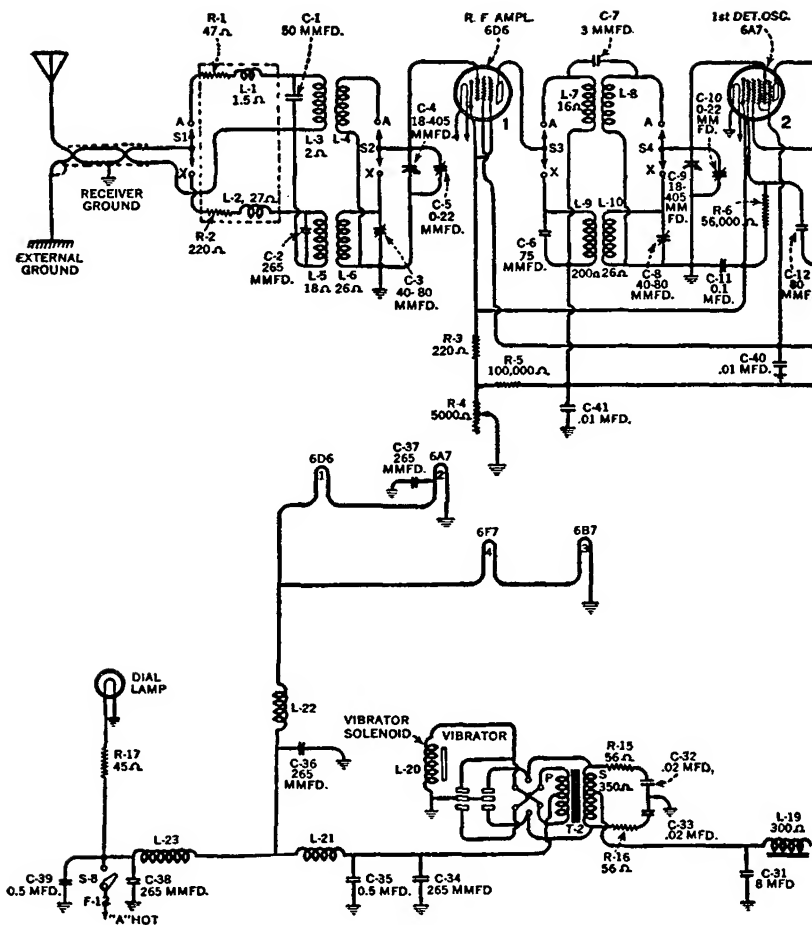 R-1
47Ω
C-1
50 MMFD.
R. F. AMPL.
6D6
C-7
3 MMFD.
1st DET.OSC.
6A7
L-1
1.5Ω
A
S1
X
L-3
2Ω
L-4
A
S2
X
C-4
18-405
MMFD.
1
A
S3
X
L-7
16Ω
L-8
A
S4
X
C-10
0-22
MM
FD.
2
RECEIVER
GROUND
L-2, 27Ω
R-2
220Ω
EXTERNAL
GROUND
C-2
265
MMFD.
L-5
18Ω
L-6
26Ω
C-3
40-80
MMFD.
C-5
0-22
MMFD.
C-6
75
MMFD.
L-9
200Ω
L-10
26Ω
C-9
18-
405
MM
FD.
C-8
40-80
MMFD.
C-11
0.1
MFD.
R-6
56,000
Ω
C-12
80
MMF
R-3
220Ω
R-5
100,000Ω
R-4
5000Ω
C-41
.01 MFD.
C-40
.01 MFD.
6D6
1
C-37
265
MMFD.
6A7
2
6F7
4
6B7
3
DIAL
LAMP
R-17
45Ω
L-22
C-36
265
MMFD.
VIBRATOR
SOLENOID
VIBRATOR
L-20
P
S
350Ω
T-2
R-15
56Ω
C-32
.02 MFD,
C-33
.02 MFD.
R-16
56Ω
L-19
300Ω
C-31
8 MFD
L-23
L-21
C-39
0.5 MFD.
S-8
C-38
265 MMFD.
"A"HOT
C-35
0.5 MFD.
C-34
265 MMFD